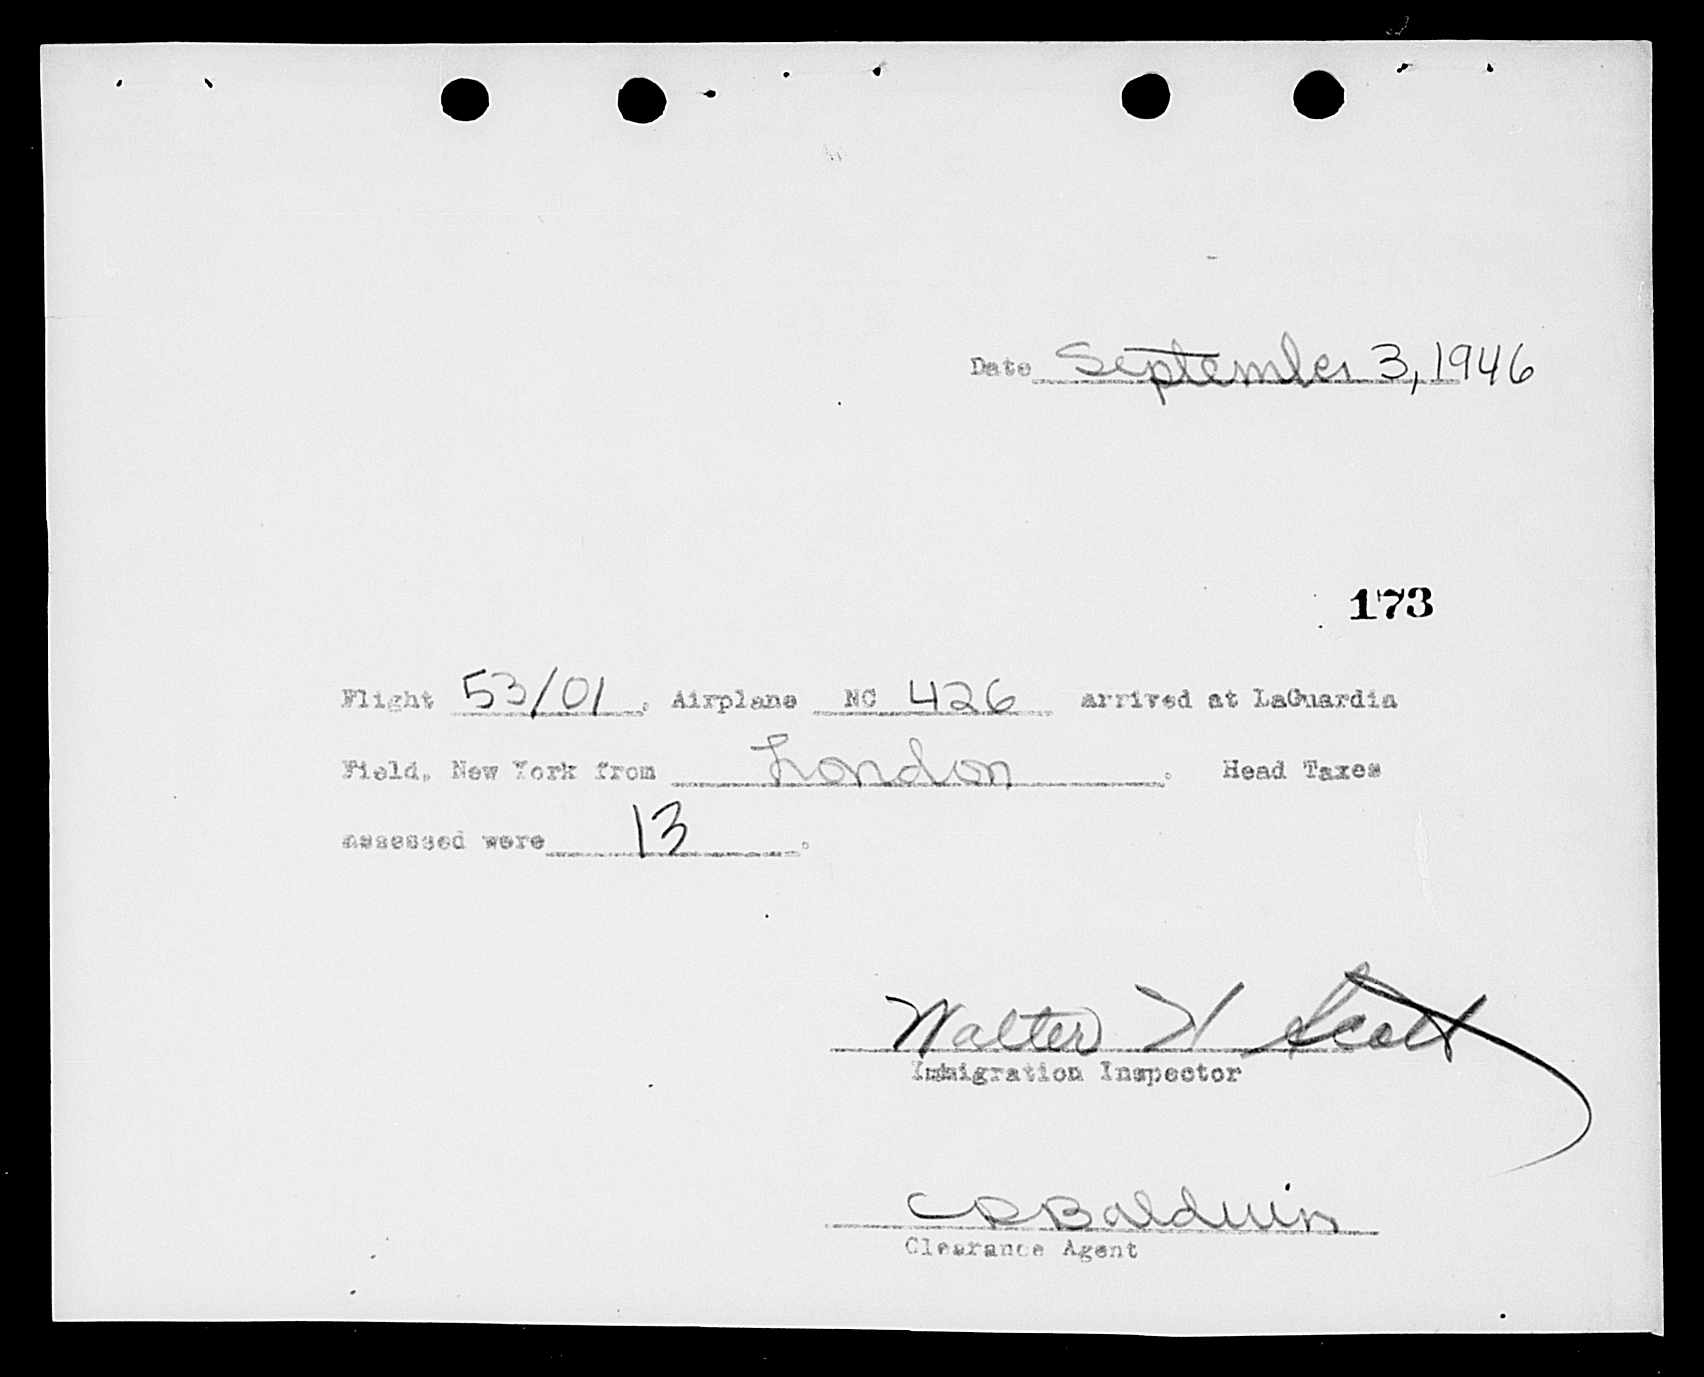 Date September 3, 1946
173
Flight 53/01, Airplane NC 426 arrived at LaGuardia
Field, New York from London. Head Taxes
assessed were 13.
Walter H Scott
Immigration Inspector
C R Baldwin
Clearance Agent